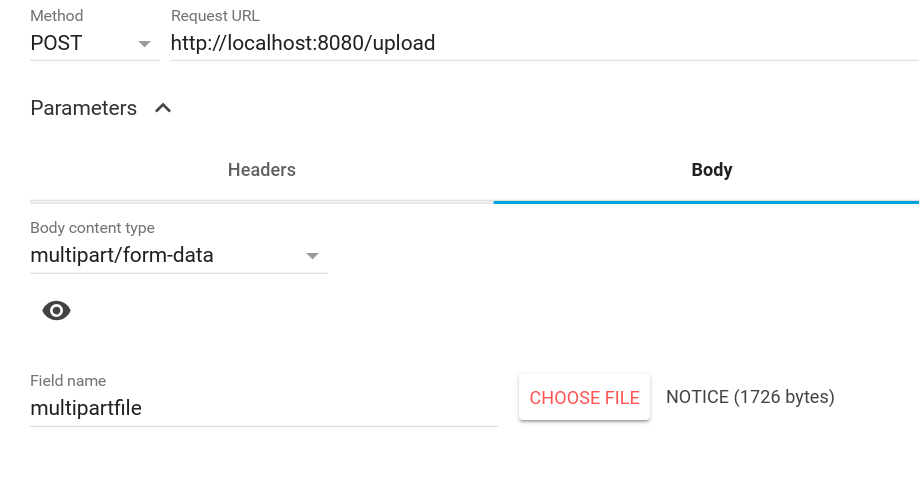 Method
Request URL
POST
http://localhost:8080/upload
Parameters
Headers
Body
Body content type
multipart/form-data
Field name
multipartfile
CHOOSE FILE
NOTICE (1726 bytes)